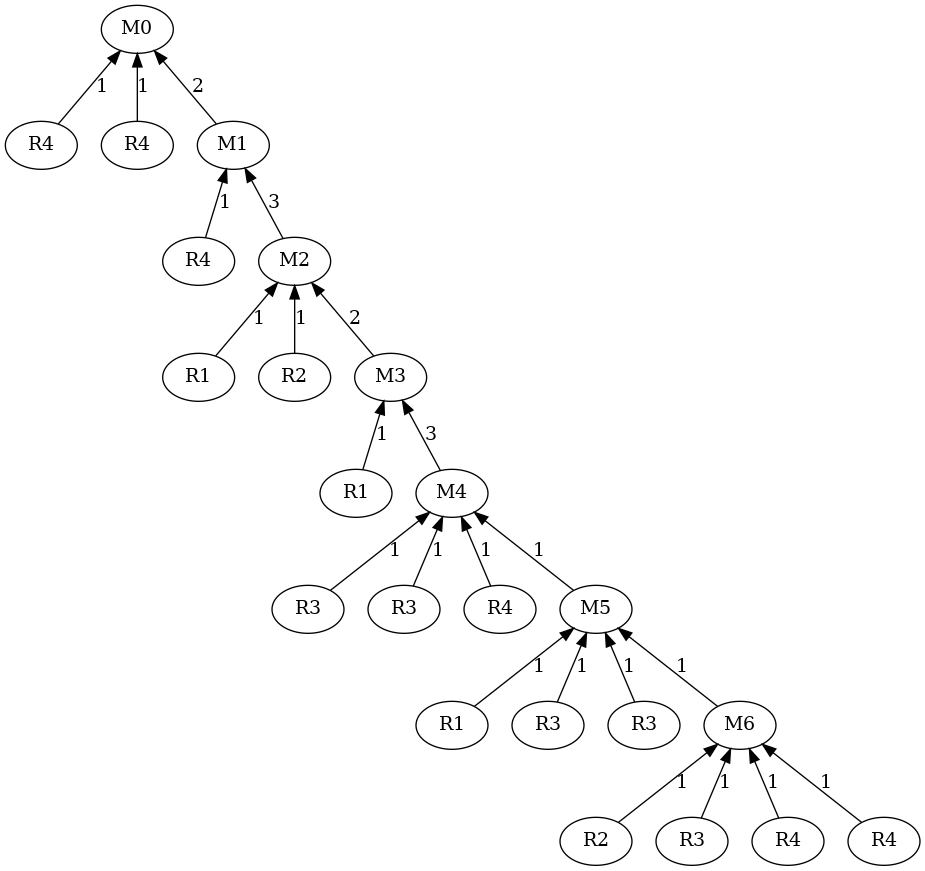 M0
1 1 2
R4 R4 M1
1 3
R4 M2
1 1 2
R1 R2 M3
1 3
R1 M4
1 1 1 1
R3 R3 R4 M5
1 1 1 1
R1 R3 R3 M6
1 1 1 1
R2 R3 R4 R4